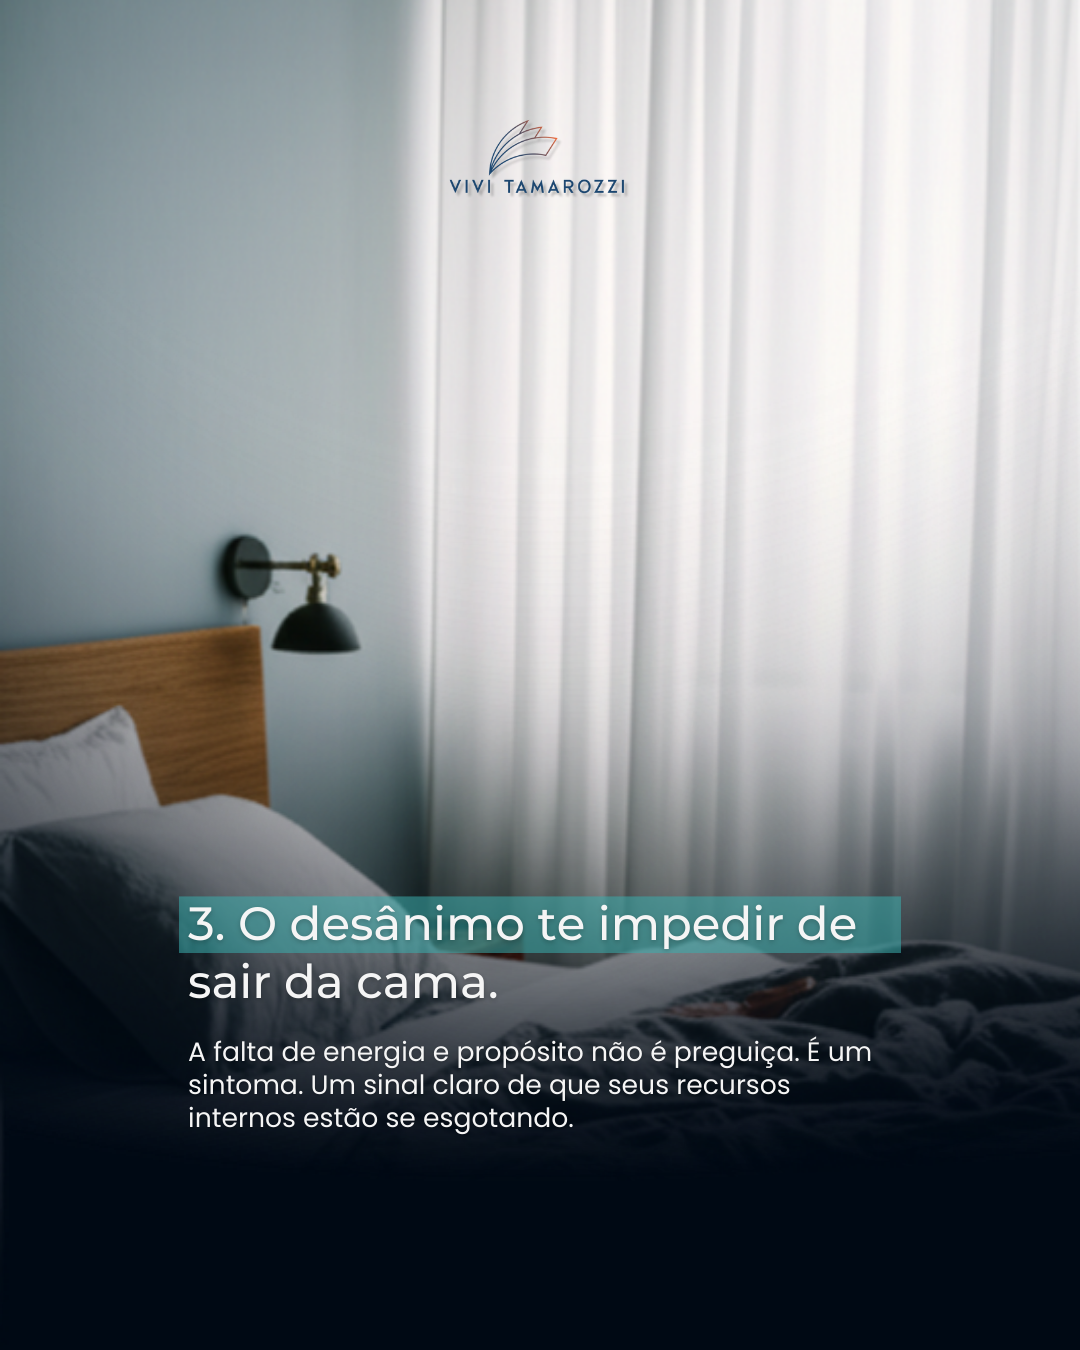 VIVI TAMAROZZI
3. O desânimo te impedir de
sair da cama.
A falta de energia e propósito não é preguiça. É um
sintoma. Um sinal claro de que seus recursos
internos estão se esgotando.